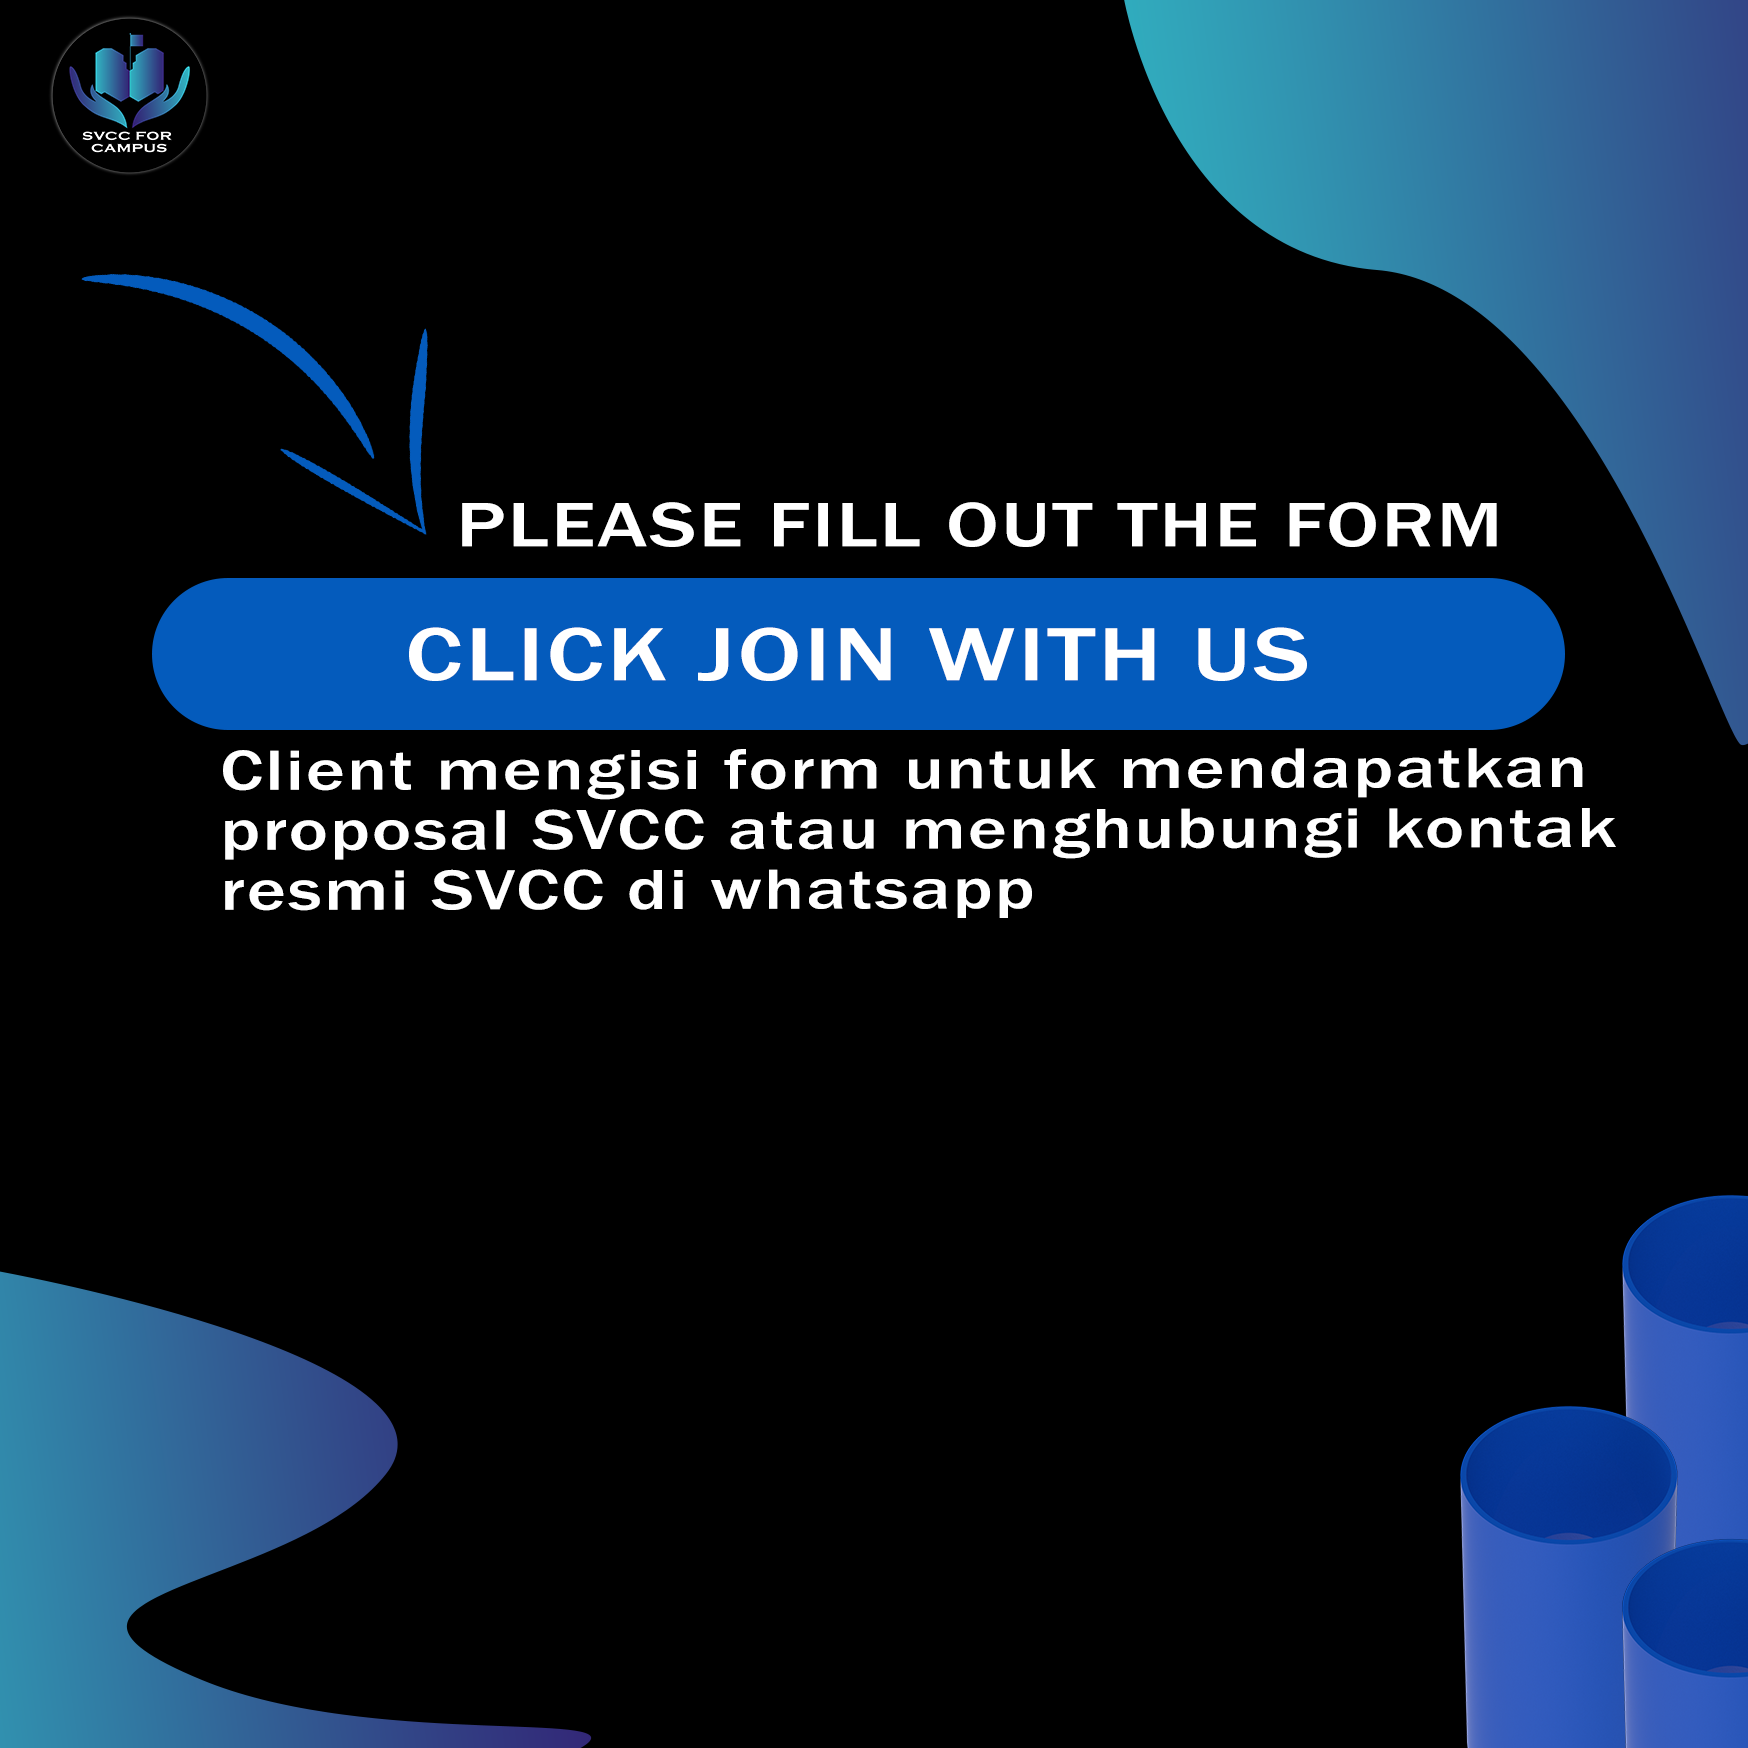 SVCC FOR
CAMPUS
PLEASE FILL OUT THE FORM
CLICK JOIN WITH US
Client mengisi form untuk mendapatkan
proposal SVCC atau menghubungi kontak
resmi SVCC di whatsapp